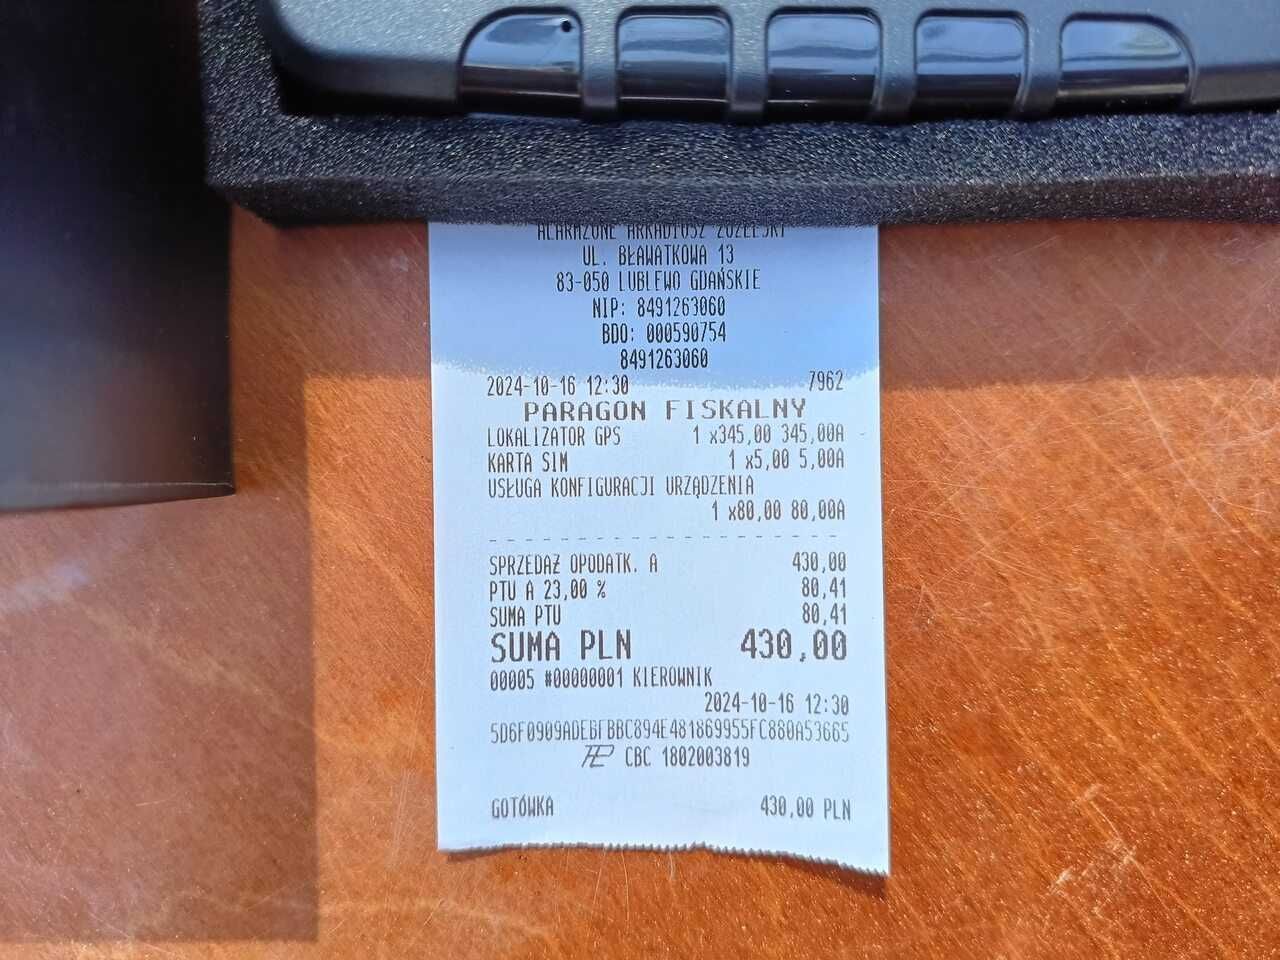 ALARMZONE ARKADIUSZ
UL. BŁAWATKOWA 13
83-050 LUBLEWO GDAŃSKIE
NIP: 8491263060
BDO: 000590754
8491263060
2024-10-16 12:30 7962
PARAGON FISKALNY
LOKALIZATOR GPS 1 x345,00 345,00A
KARTA SIM 1 x5,00 5,00A
USŁUGA KONFIGURACJI URZĄDZENIA
1 x80,00 80,00A
SPRZEDAŻ OPODATK. A 430,00
PTU A 23,00 % 80,41
SUMA PTU 80,41
SUMA PLN 430,00
00005 #00000001 KIEROWNIK
2024-10-16 12:30
5D6F0909ADEBFBBC894E481869955FC880A53665
CBC 1802003819
GOTÓWKA 430,00 PLN